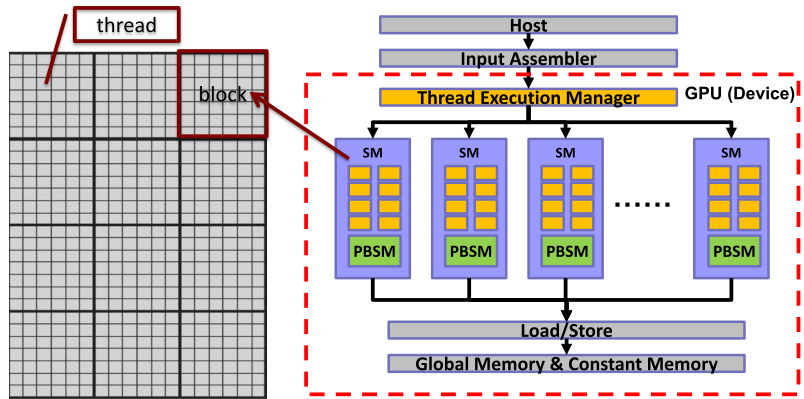 thread
block
Host
Input Assembler
Thread Execution Manager
GPU (Device)
SM
SM
SM
SM
......
PBSM
PBSM
PBSM
PBSM
Load/Store
Global Memory & Constant Memory